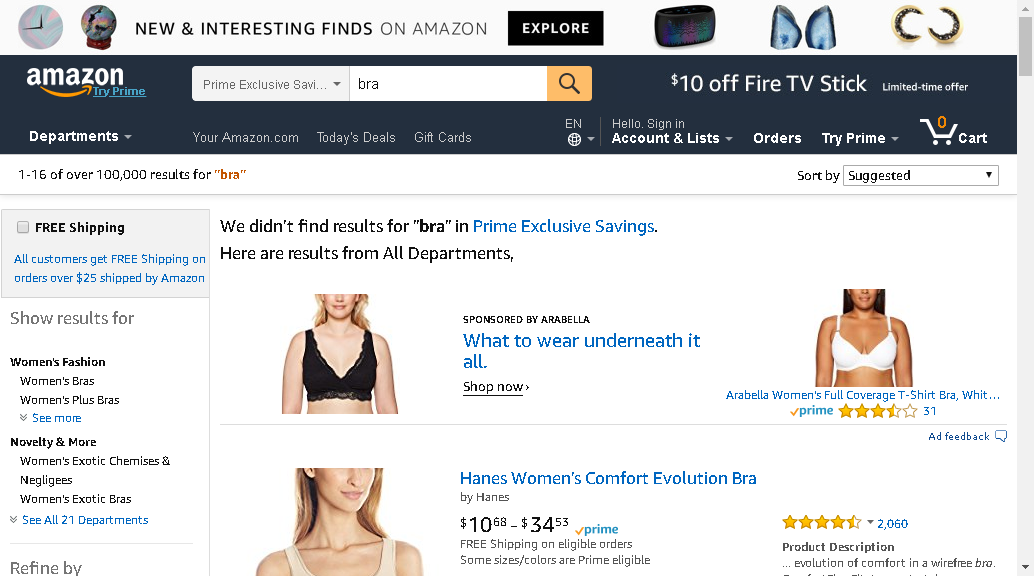 NEW & INTERESTING FINDS ON AMAZON EXPLORE
amazon
Try Prime
Prime Exclusive Savi... bra
$10 off Fire TV Stick Limited-time offer
Departments
Your Amazon.com Today's Deals Gift Cards
EN
Hello. Sign in
Account & Lists Orders Try Prime 0 Cart
1-16 of over 100,000 results for "bra"
Sort by Suggested
FREE Shipping
All customers get FREE Shipping on
orders over $25 shipped by Amazon
Show results for
Women's Fashion
Women's Bras
Women's Plus Bras
See more
Novelty & More
Women's Exotic Chemises &
Negligees
Women's Exotic Bras
See All 21 Departments
Refine by
We didn't find results for "bra" in Prime Exclusive Savings.
Here are results from All Departments,
SPONSORED BY ARABELLA
What to wear underneath it
all.
Shop now ›
Arabella Women's Full Coverage T-Shirt Bra, Whit...
prime 31
Ad feedback
Hanes Women's Comfort Evolution Bra
by Hanes
$10.68 - $34.53 prime
FREE Shipping on eligible orders
Some sizes/colors are Prime eligible
2,060
Product Description
... evolution of comfort in a wirefree bra.